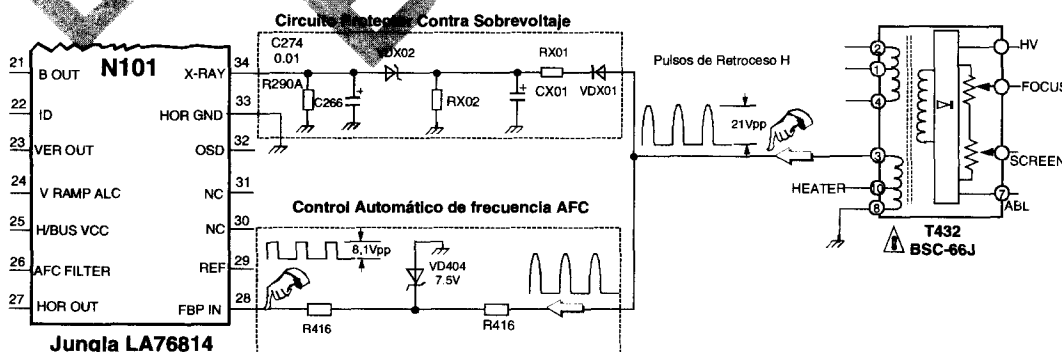 Circuito Protector Contra Sobrevoltaje
C274
0.01
VDX02
RX01
R290A
C266
RX02
CX01
VDX01
Pulsos de Retroceso H
21Vpp
N101
21 B OUT
X-RAY 34
22 ID
HOR GND 33
23 VER OUT
OSD 32
24 V RAMP ALC
NC 31
25 H/BUS VCC
NC 30
26 AFC FILTER
REF 29
27 HOR OUT
FBP IN 28
Jungla LA76814
Control Automático de frecuencia AFC
8,1Vpp
VD404
7.5V
R416
R416
2
1
4
3
HEATER 10
8
HV
FOCUS
SCREEN
7
ABL
T432
BSC-66J